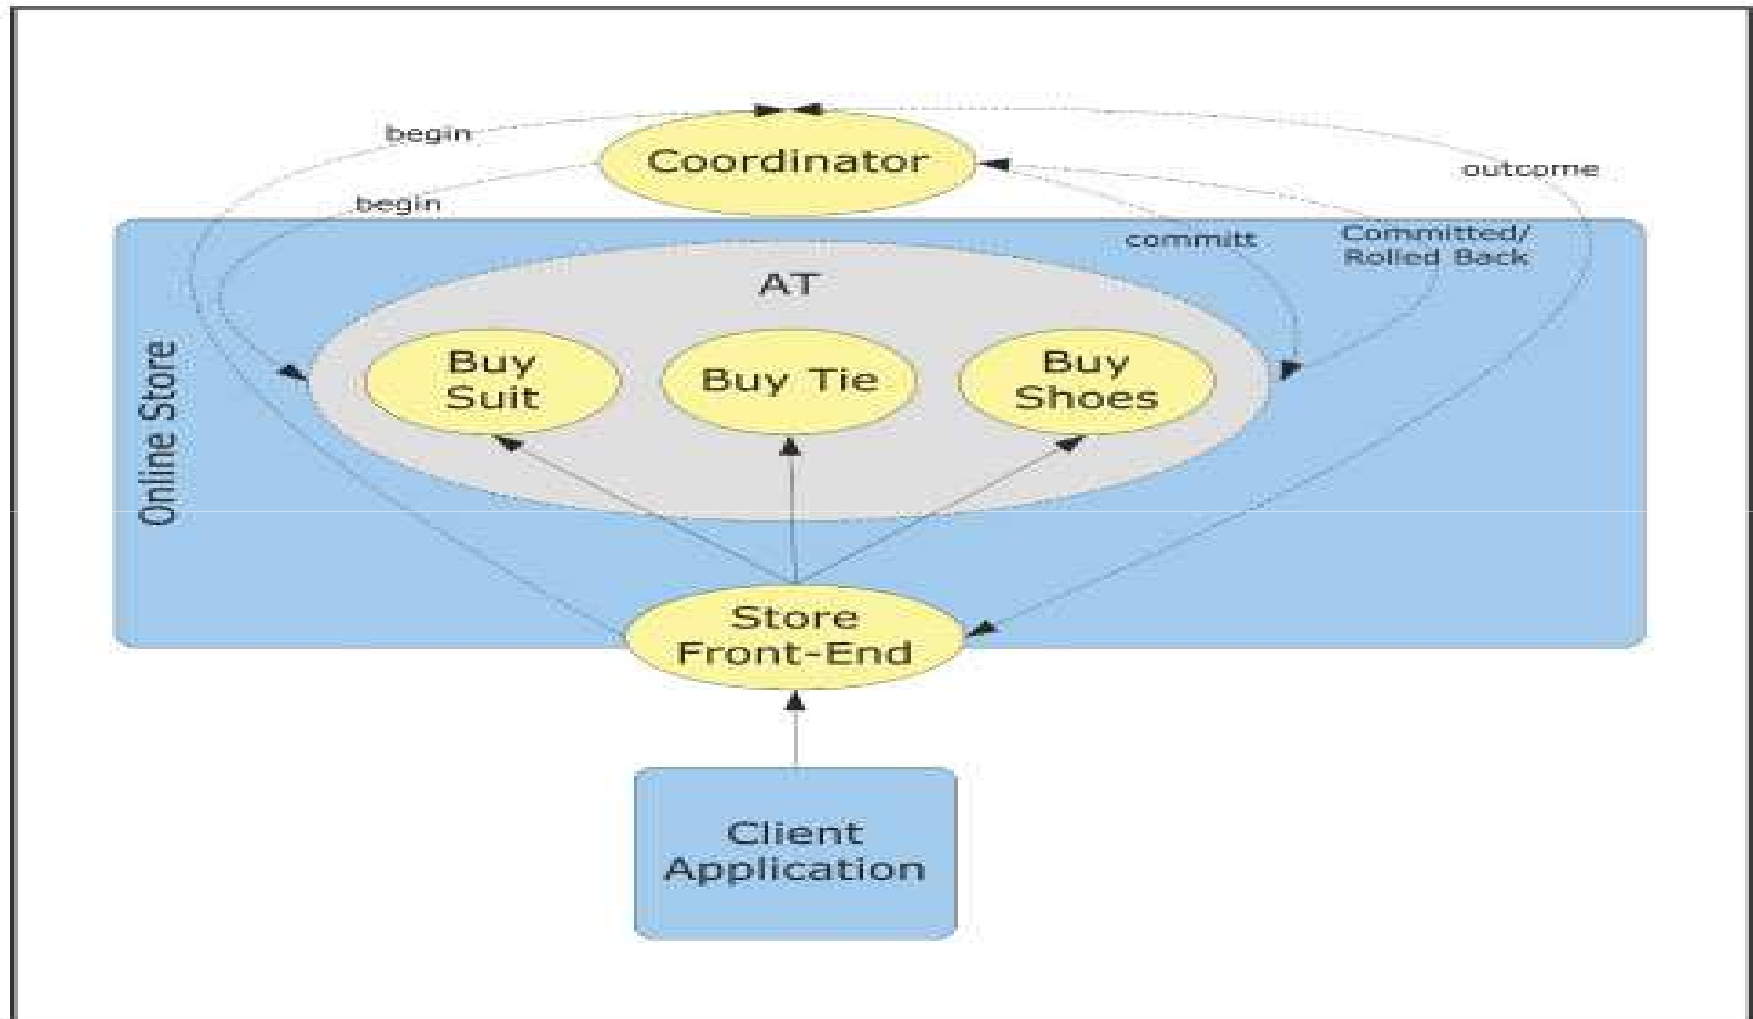 begin
Coordinator
outcome
begin
committ
Committed/
Rolled Back
AT
Online Store
Buy
Suit
Buy Tie
Buy
Shoes
Store
Front-End
Client
Application